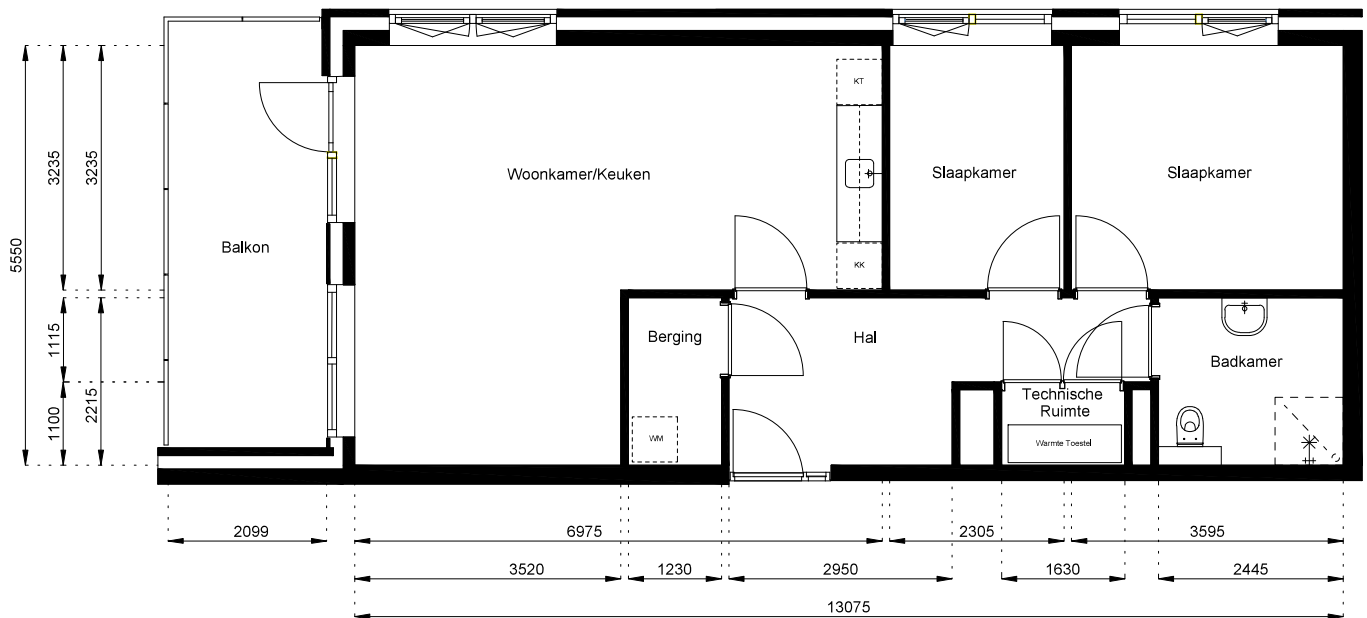 KT
Woonkamer/Keuken
Slaapkamer
Slaapkamer
3235
3235
Balkon
5550
KK
Berging
Hal
Badkamer
1115
Technische
Ruimte
1100
2215
WM
Warmte Toestel
2099
6975
2305
3595
3520
1230
2950
1630
2445
13075